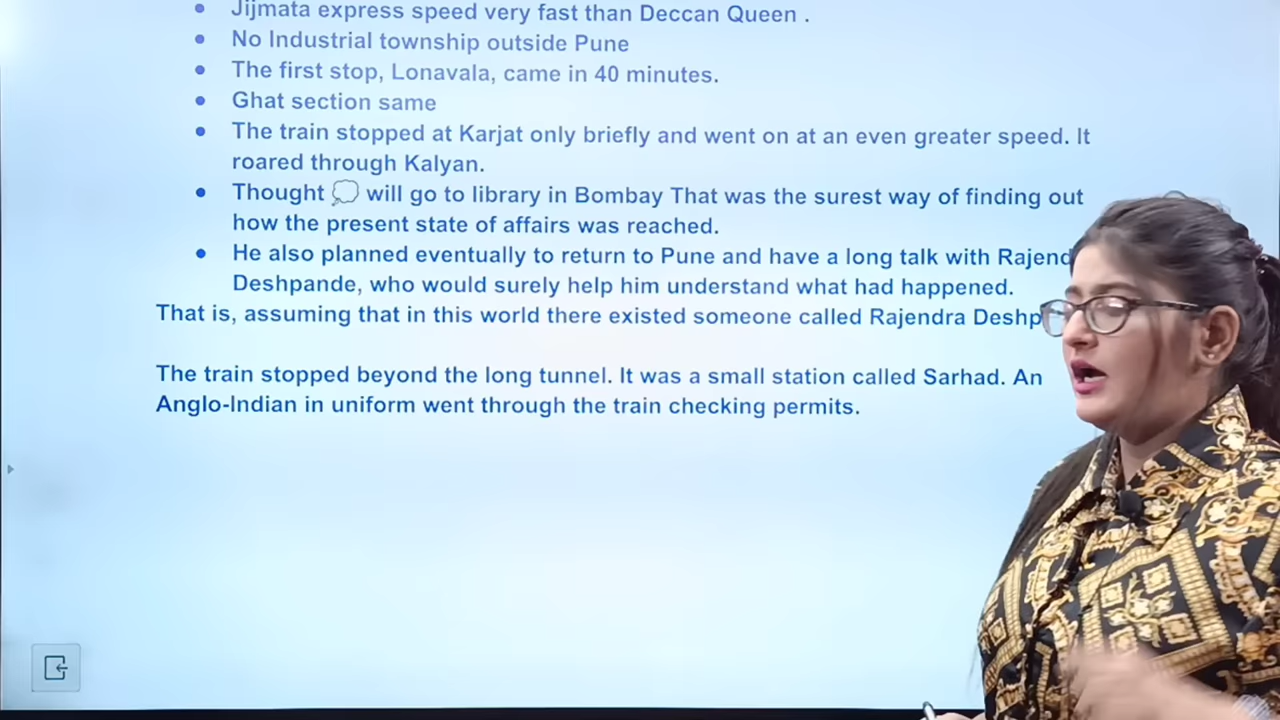 Jijmata express speed very fast than Deccan Queen .
No Industrial township outside Pune
The first stop, Lonavala, came in 40 minutes.
Ghat section same
The train stopped at Karjat only briefly and went on at an even greater speed. It
roared through Kalyan.
Thought 💭 will go to library in Bombay That was the surest way of finding out
how the present state of affairs was reached.
He also planned eventually to return to Pune and have a long talk with Rajend
Deshpande, who would surely help him understand what had happened.
That is, assuming that in this world there existed someone called Rajendra Deshp
The train stopped beyond the long tunnel. It was a small station called Sarhad. An
Anglo-Indian in uniform went through the train checking permits.